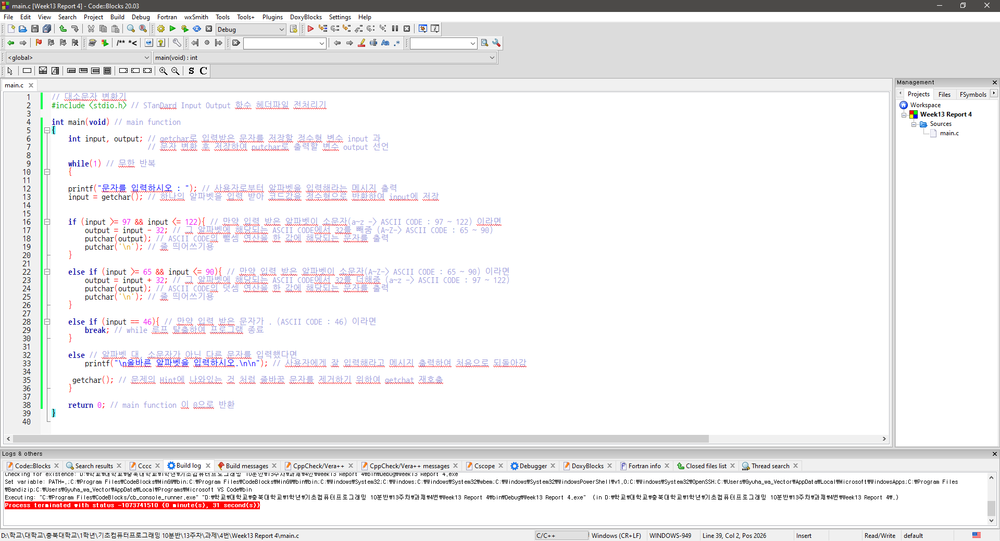 main.c [Week13 Report 4] - Code::Blocks 20.03
File Edit View Search Project Build Debug Fortran wxSmith Tools Tools+ Plugins DoxyBlocks Settings Help
Debug
/** *<
Aa .*
<global> main(void) : int
S C
main.c
Management
Projects Files FSymbols
Workspace
Week13 Report 4
Sources
main.c
1 // 대소문자 변환기
2 #include <stdio.h> // STanDard Input Output 함수 헤더파일 전처리기
3
4 int main(void) // main function
5 {
6 int input, output; // getchar로 입력받은 문자를 저장할 정수형 변수 input 과
7 // 문자 변환 후 저장하여 putchar로 출력할 변수 output 선언
8
9 while(1) // 무한 반복
10 {
11
12 printf("문자를 입력하시오 : "); // 사용자로부터 알파벳을 입력해라는 메시지 출력
13 input = getchar(); // 하나의 알파벳을 입력 받아 코드값을 정수형으로 반환하여 input에 저장
14
15
16 if (input >= 97 && input <= 122){ // 만약 입력 받은 알파벳이 소문자(a~z -> ASCII CODE : 97 ~ 122) 이라면
17 output = input - 32; // 그 알파벳에 해당되는 ASCII CODE에서 32를 빼줌 (A~Z-> ASCII CODE : 65 ~ 90)
18 putchar(output); // ASCII CODE의 뺄셈 연산을 한 값에 해당되는 문자를 출력
19 putchar('\n'); // 줄 띄어쓰기용
20 }
21
22 else if (input >= 65 && input <= 90){ // 만약 입력 받은 알파벳이 소문자(A~Z-> ASCII CODE : 65 ~ 90) 이라면
23 output = input + 32; // 그 알파벳에 해당되는 ASCII CODE에서 32를 더해줌 (a~z -> ASCII CODE : 97 ~ 122)
24 putchar(output); // ASCII CODE의 덧셈 연산을 한 값에 해당되는 문자를 출력
25 putchar('\n'); // 줄 띄어쓰기용
26 }
27
28 else if (input == 46){ // 만약 입력 받은 문자가 . (ASCII CODE : 46) 이라면
29 break; // while 루프 탈출하여 프로그램 종료
30 }
31
32 else // 알파벳 대, 소문자가 아닌 다른 문자를 입력했다면
33 printf("\n올바른 알파벳을 입력하시오.\n\n"); // 사용자에게 잘 입력해라고 메시지 출력하여 처음으로 되돌아감
34
35 getchar(); // 문제의 Hint에 나와있는 것 처럼 줄바꿈 문자를 제거하기 위하여 getchat 재호출
36 }
37
38 return 0; // main function 이 0으로 반환
39 }
40
Logs & others
Code::Blocks Search results Cccc Build log Build messages CppCheck/Vera++ CppCheck/Vera++ messages Cscope Debugger DoxyBlocks Fortran info Closed files list Thread search
Checking for existence: D:₩학교₩대학교₩충북대학교₩1학년₩기초컴퓨터프로그래밍 10분반₩13주차₩과제₩4번₩Week13 Report 4₩bin₩Debug₩Week13 Report 4.exe
Set variable: PATH=.;C:₩Program Files₩CodeBlocks₩MinGW₩bin;C:₩Program Files₩CodeBlocks₩MinGW₩bin₩bin;C:₩Windows₩System32;C:₩Windows;C:₩Windows₩System32₩wbem;C:₩Windows₩System32₩WindowsPowerShell₩v1.0;C:₩Windows₩System32₩OpenSSH;C:₩Users₩Gyuha_wa_Vector₩AppData₩Local₩Microsoft₩WindowsApps;C:₩Program Files
₩Bandizip;C:₩Users₩Gyuha_wa_Vector₩AppData₩Local₩Programs₩Microsoft VS Code₩bin
Executing: "C:₩Program Files₩CodeBlocks/cb_console_runner.exe" "D:₩학교₩대학교₩충북대학교₩1학년₩기초컴퓨터프로그래밍 10분반₩13주차₩과제₩4번₩Week13 Report 4₩bin₩Debug₩Week13 Report 4.exe" (in D:₩학교₩대학교₩충북대학교₩1학년₩기초컴퓨터프로그래밍 10분반₩13주차₩과제₩4번₩Week13 Report 4₩.)
Process terminated with status -1073741510 (0 minute(s), 31 second(s))
D:\학교\대학교\충북대학교\1학년\기초컴퓨터프로그래밍 10분반\13주차\과제\4번\Week13 Report 4\main.c C/C++ Windows (CR+LF) WINDOWS-949 Line 39, Col 2, Pos 2026 Insert Read/Write default